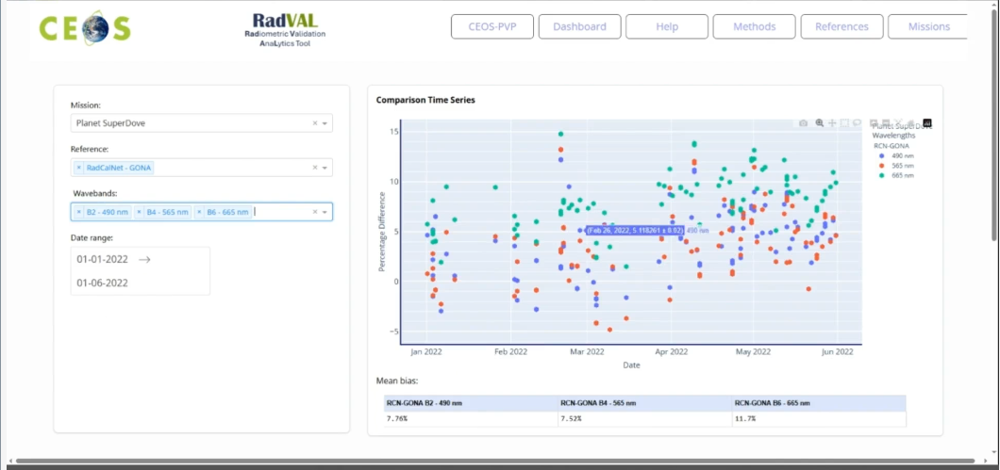 CEOS
RadVAL
Radiometric Validation
AnaLytics Tool
CEOS-PVP
Dashboard
Help
Methods
References
Missions
Mission:
Planet SuperDove
Reference:
× RadCalNet - GONA
Wavebands:
× B2 - 490 nm × B4 - 565 nm × B6 - 665 nm
Date range:
01-01-2022 →
01-06-2022
Comparison Time Series
Planet SuperDove
Wavelengths
RCN-GONA
490 nm
565 nm
665 nm
Percentage Difference
15
10
5
0
−5
(Feb 26, 2022, 5.118261 ± 0.92) 490 nm
Jan 2022
Feb 2022
Mar 2022
Apr 2022
May 2022
Jun 2022
Date
Mean bias:
RCN-GONA B2 - 490 nm RCN-GONA B4 - 565 nm RCN-GONA B6 - 665 nm
7.76% 7.52% 11.7%